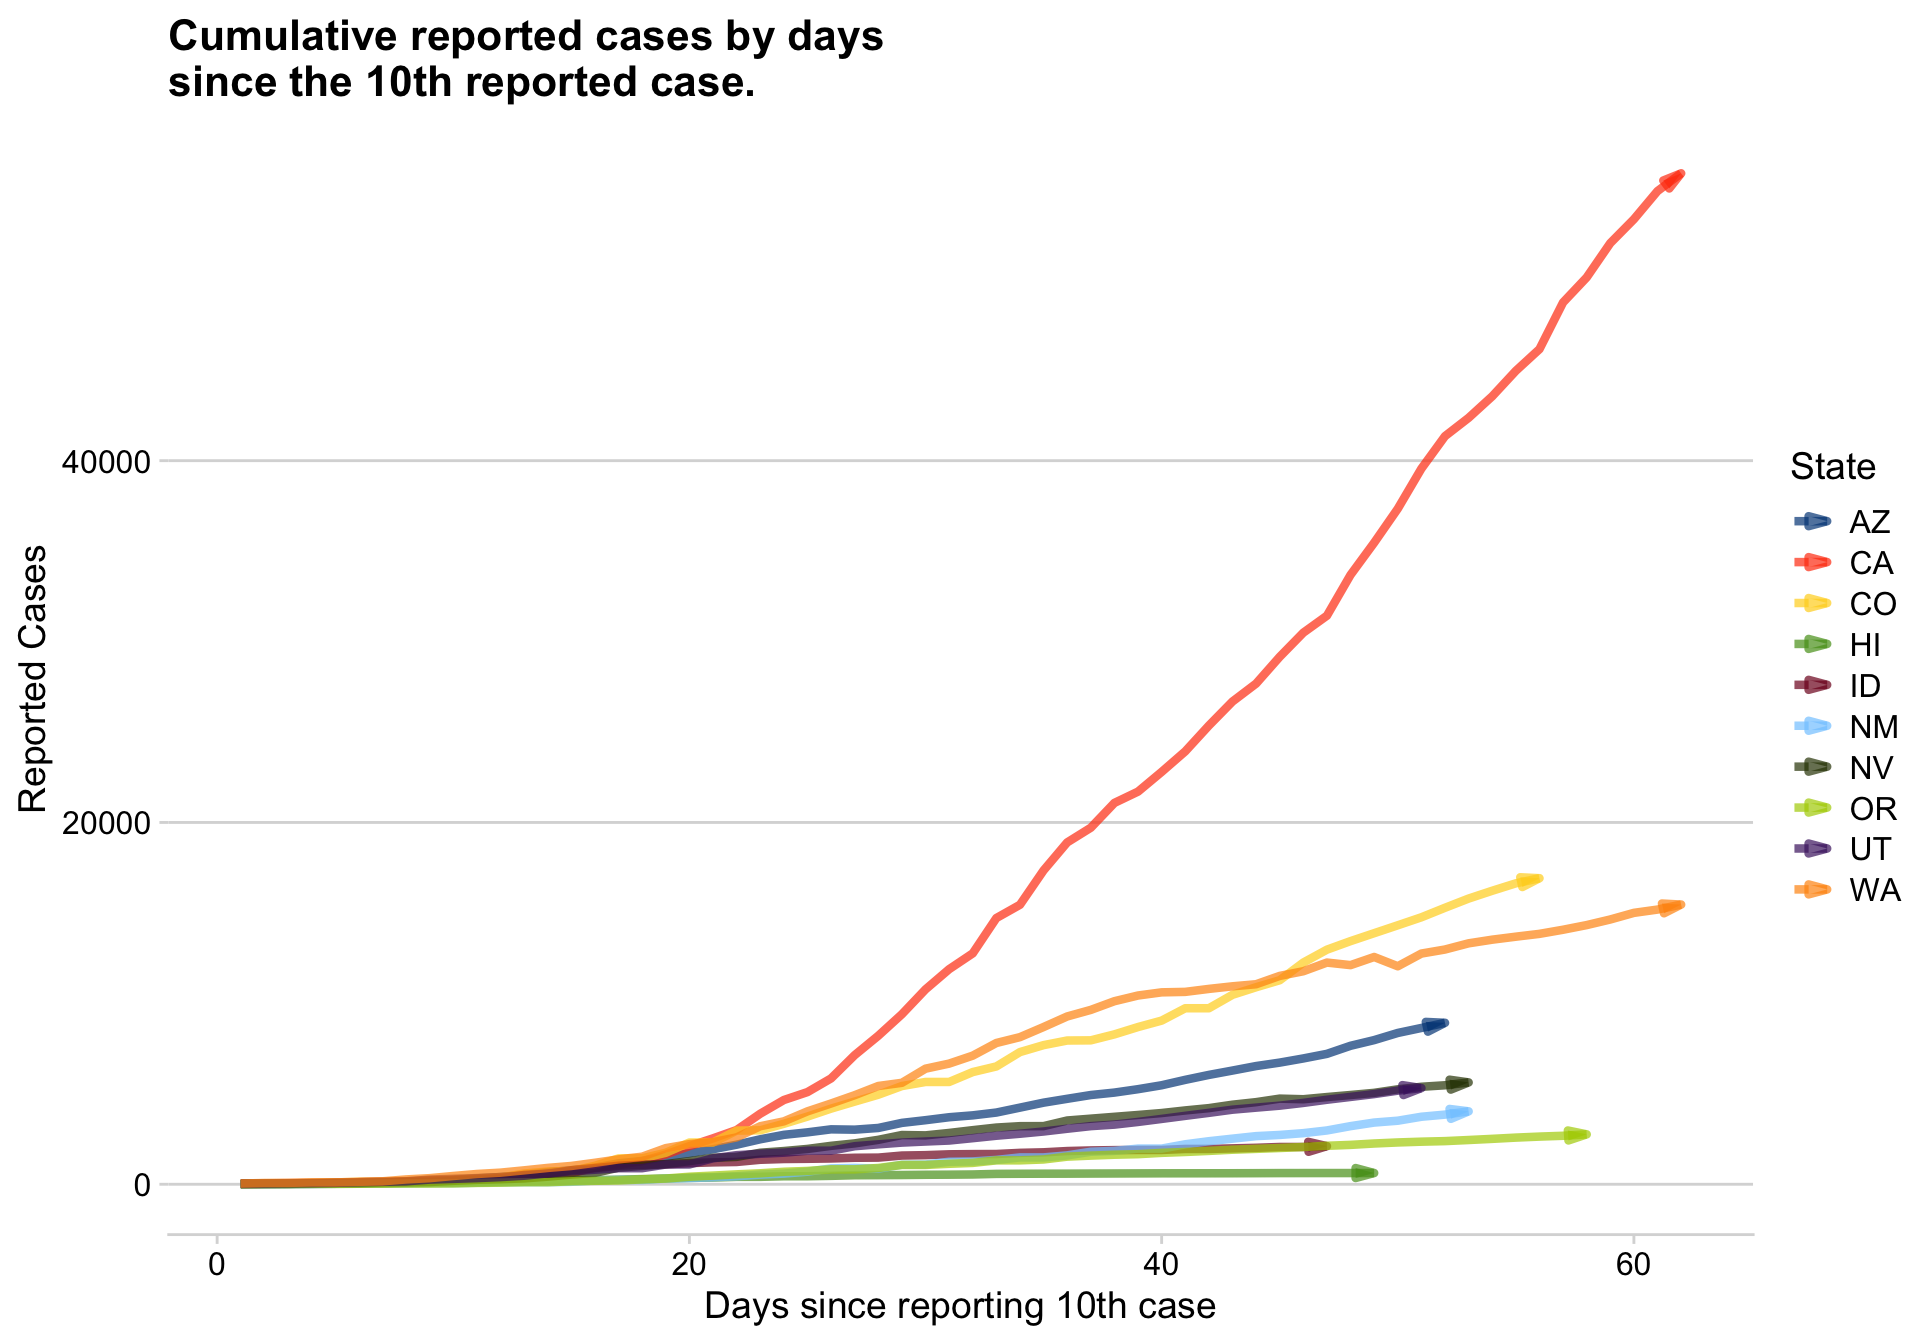 Cumulative reported cases by days
since the 10th reported case.
Reported Cases
40000
20000
0
0
20
40
60
Days since reporting 10th case
State
AZ
CA
CO
HI
ID
NM
NV
OR
UT
WA